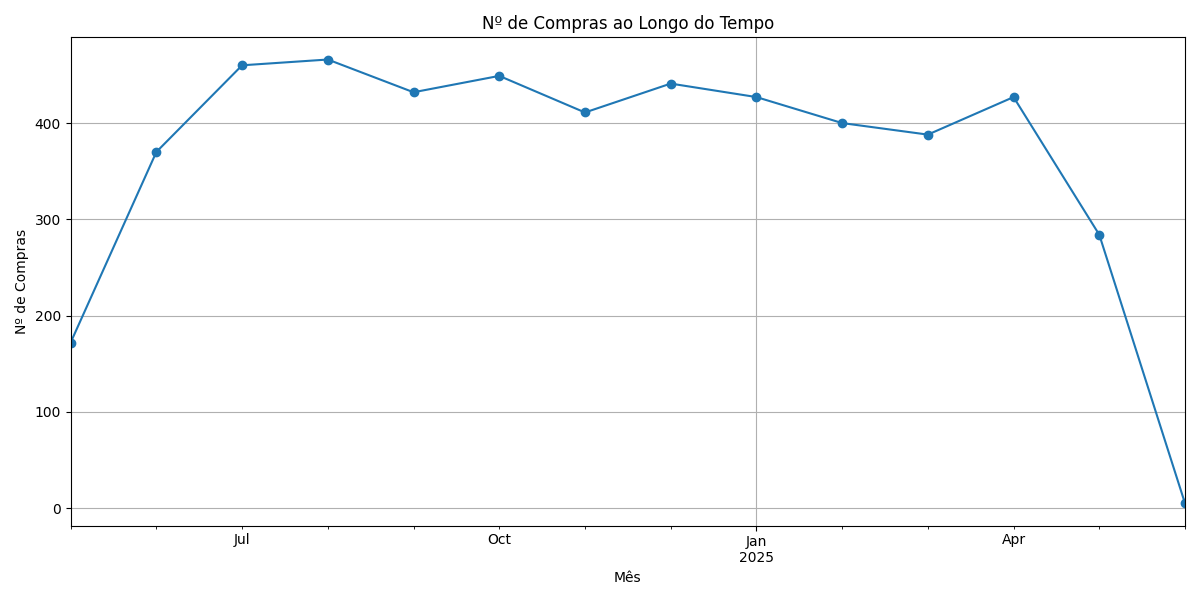 Nº de Compras ao Longo do Tempo
Nº de Compras
400
300
200
100
0
Jul
Oct
Jan
2025
Apr
Mês